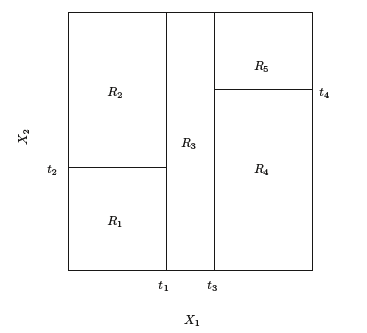 R₅
R₂
t₄
X₂
R₃
t₂
R₄
R₁
t₁ t₃
X₁